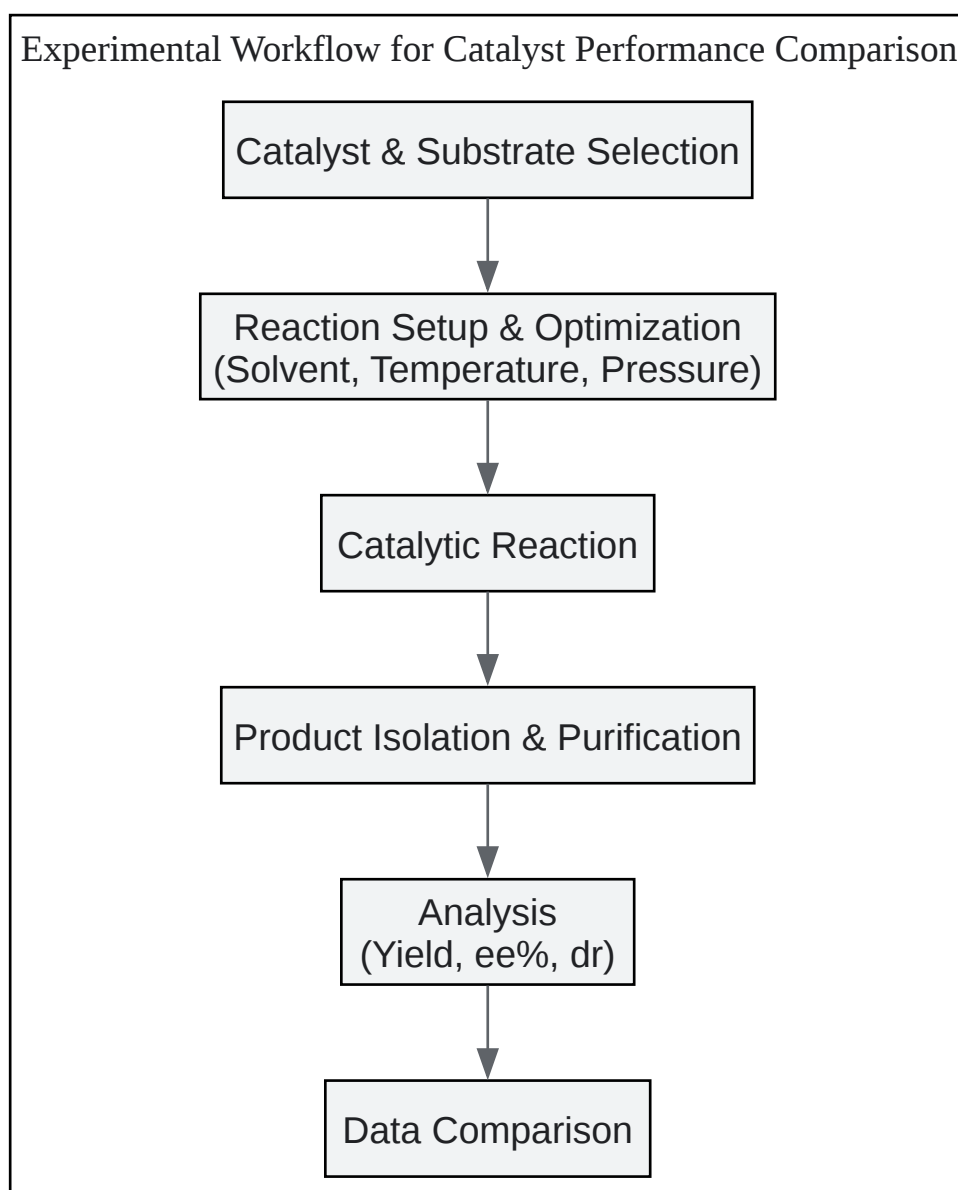 Experimental Workflow for Catalyst Performance Comparison
Catalyst & Substrate Selection
Reaction Setup & Optimization
(Solvent, Temperature, Pressure)
Catalytic Reaction
Product Isolation & Purification
Analysis
(Yield, ee%, dr)
Data Comparison